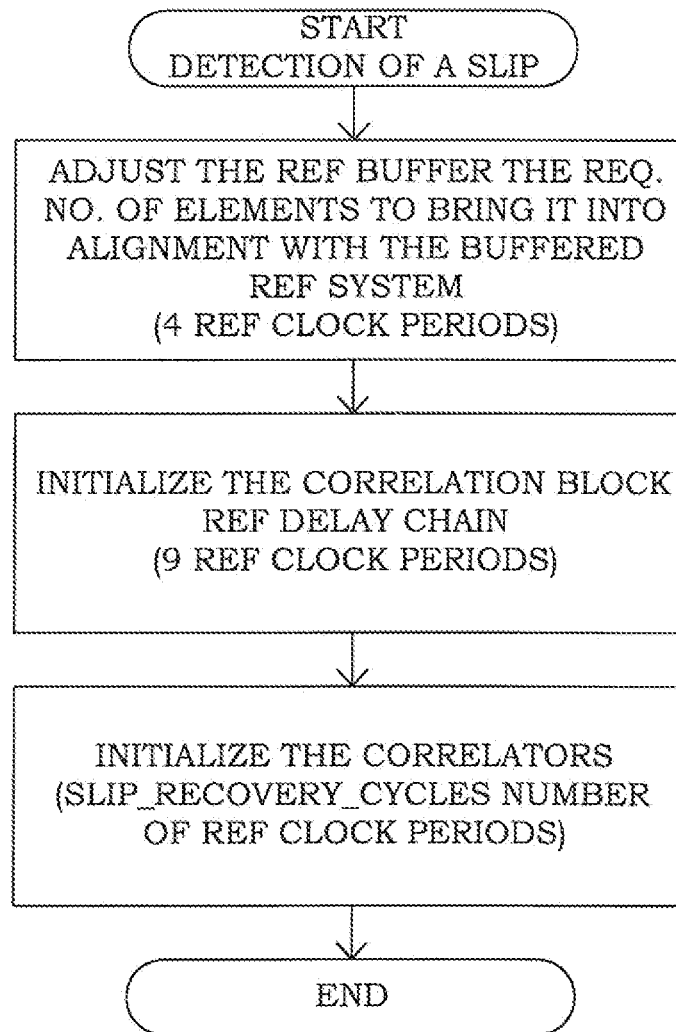 START
DETECTION OF A SLIP
ADJUST THE REF BUFFER THE REQ.
NO. OF ELEMENTS TO BRING IT INTO
ALIGNMENT WITH THE BUFFERED
REF SYSTEM
(4 REF CLOCK PERIODS)
INITIALIZE THE CORRELATION BLOCK
REF DELAY CHAIN
(9 REF CLOCK PERIODS)
INITIALIZE THE CORRELATORS
(SLIP_RECOVERY_CYCLES NUMBER
OF REF CLOCK PERIODS)
END